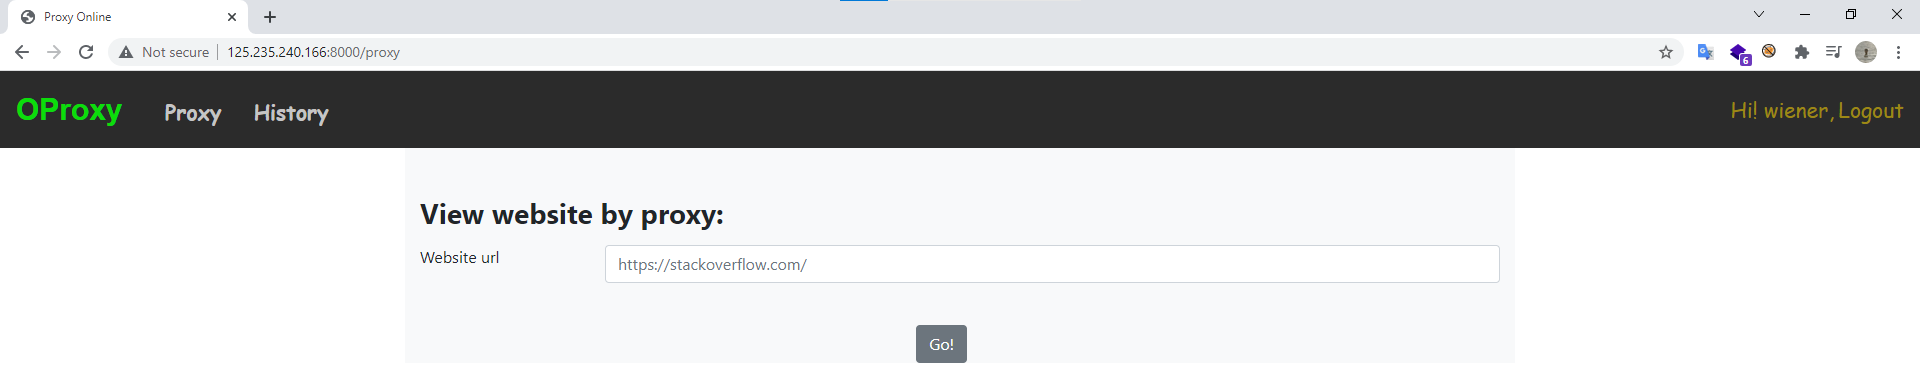 Proxy Online
Not secure 125.235.240.166:8000/proxy
6
OProxy Proxy History Hi! wiener, Logout
View website by proxy:
Website url https://stackoverflow.com/
Go!